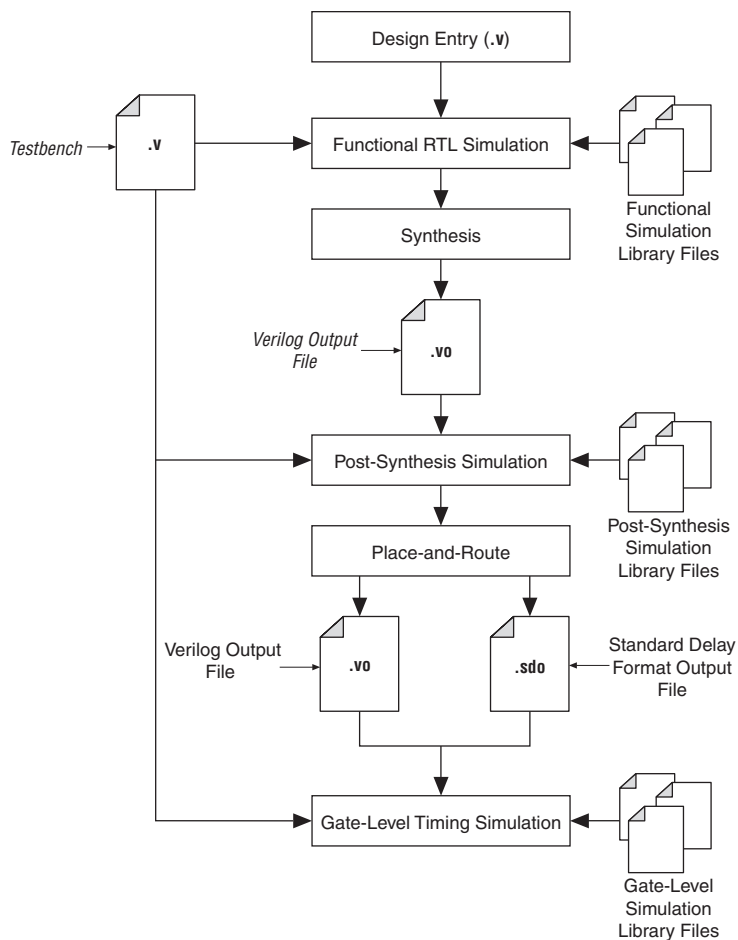 Design Entry (.v)
Testbench
.v
Functional RTL Simulation
Functional
Simulation
Library Files
Synthesis
Verilog Output
File
.vo
Post-Synthesis Simulation
Post-Synthesis
Simulation
Library Files
Place-and-Route
Verilog Output
File
.vo
.sdo
Standard Delay
Format Output
File
Gate-Level Timing Simulation
Gate-Level
Simulation
Library Files